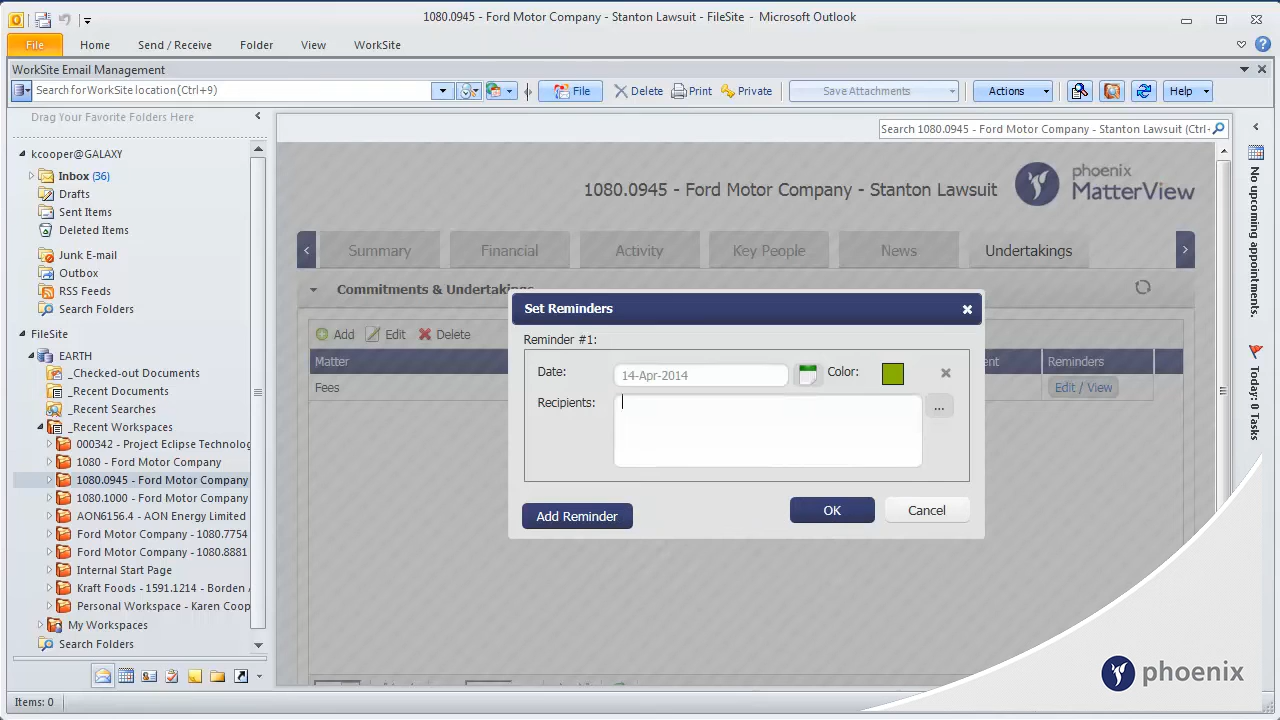 1080.0945 - Ford Motor Company - Stanton Lawsuit - FileSite - Microsoft Outlook
File Home Send / Receive Folder View WorkSite
WorkSite Email Management
Search forWorkSite location (Ctrl+9) File Delete Print Private Save Attachments Actions Help
Drag Your Favorite Folders Here
Search 1080.0945 - Ford Motor Company - Stanton Lawsuit (Ctrl-
kcooper@GALAXY
Inbox (36)
Drafts
Sent Items
Deleted Items
Junk E-mail
Outbox
RSS Feeds
Search Folders
FileSite
EARTH
_Checked-out Documents
_Recent Documents
_Recent Searches
_Recent Workspaces
000342 - Project Eclipse Technolog
1080 - Ford Motor Company
1080.0945 - Ford Motor Company
1080.1000 - Ford Motor Company
AON6156.4 - AON Energy Limited
Ford Motor Company - 1080.7754
Ford Motor Company - 1080.8881
Internal Start Page
Kraft Foods - 1591.1214 - Borden A
Personal Workspace - Karen Coop
My Workspaces
Search Folders
Items: 0
1080.0945 - Ford Motor Company - Stanton Lawsuit
phoenix
MatterView
Summary Financial Activity Key People News Undertakings
Commitments & Undertakings
Add Edit Delete
Matter ent Reminders
Fees Edit / View
Set Reminders
Reminder #1:
Date: 14-Apr-2014 Color:
Recipients: ...
Add Reminder OK Cancel
No upcoming appointments.
Today: 0 Tasks
phoenix